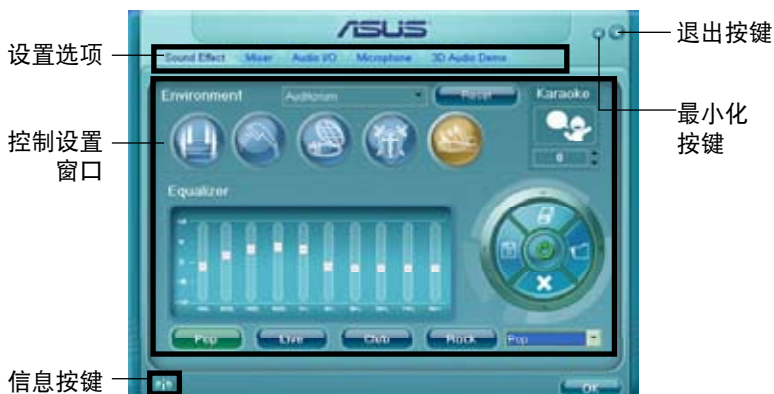 ASUS
设置选项
退出按键
Sound Effect Mixer Audio I/O Microphone 3D Audio Demo
最小化
按键
Environment Auditorium Reset Karaoke
控制设置
窗口
0
Equalizer
Pop Live Club Rock Pop
信息按键
OK